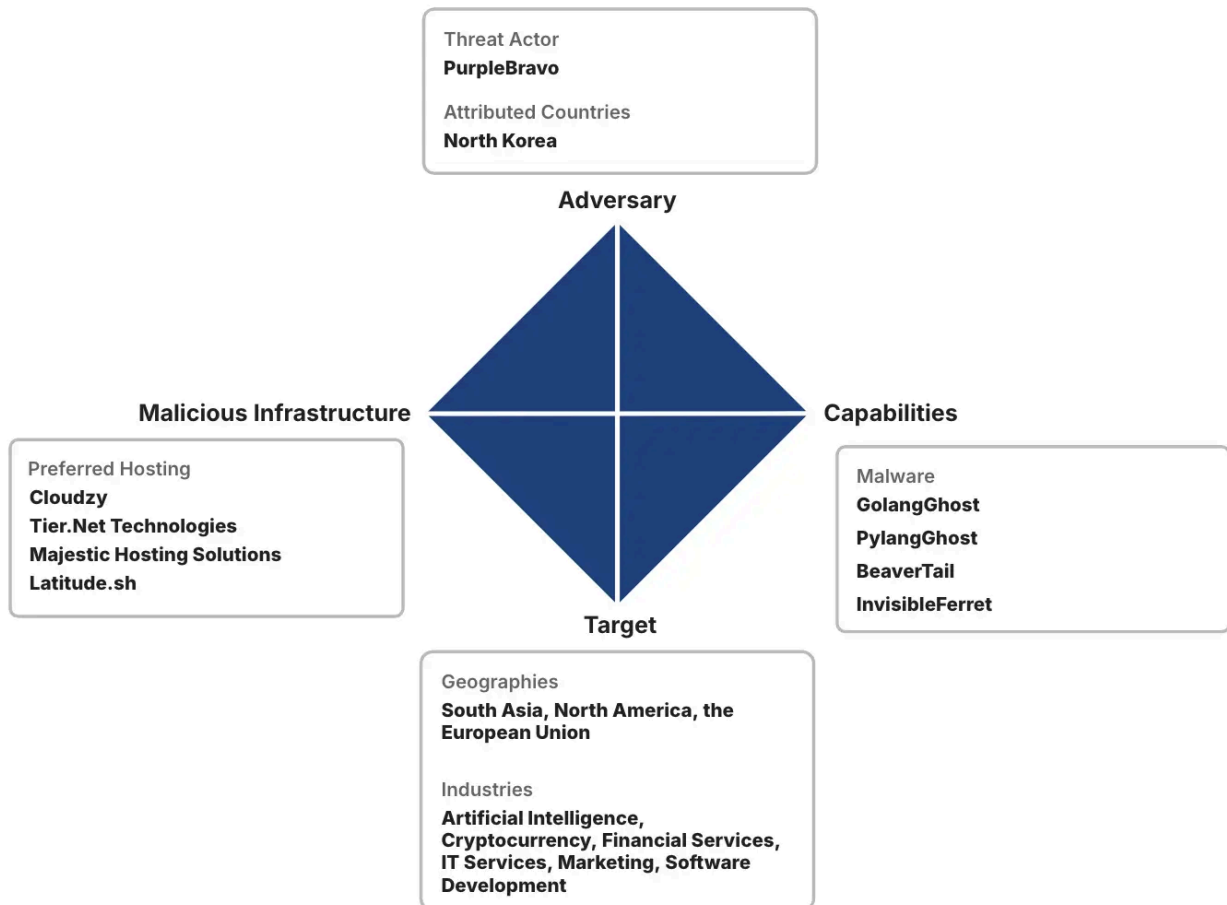 Threat Actor
PurpleBravo
Attributed Countries
North Korea
Adversary
Malicious Infrastructure
Capabilities
Preferred Hosting
Cloudzy
Tier.Net Technologies
Majestic Hosting Solutions
Latitude.sh
Malware
GolangGhost
PylangGhost
BeaverTail
InvisibleFerret
Target
Geographies
South Asia, North America, the
European Union
Industries
Artificial Intelligence,
Cryptocurrency, Financial Services,
IT Services, Marketing, Software
Development